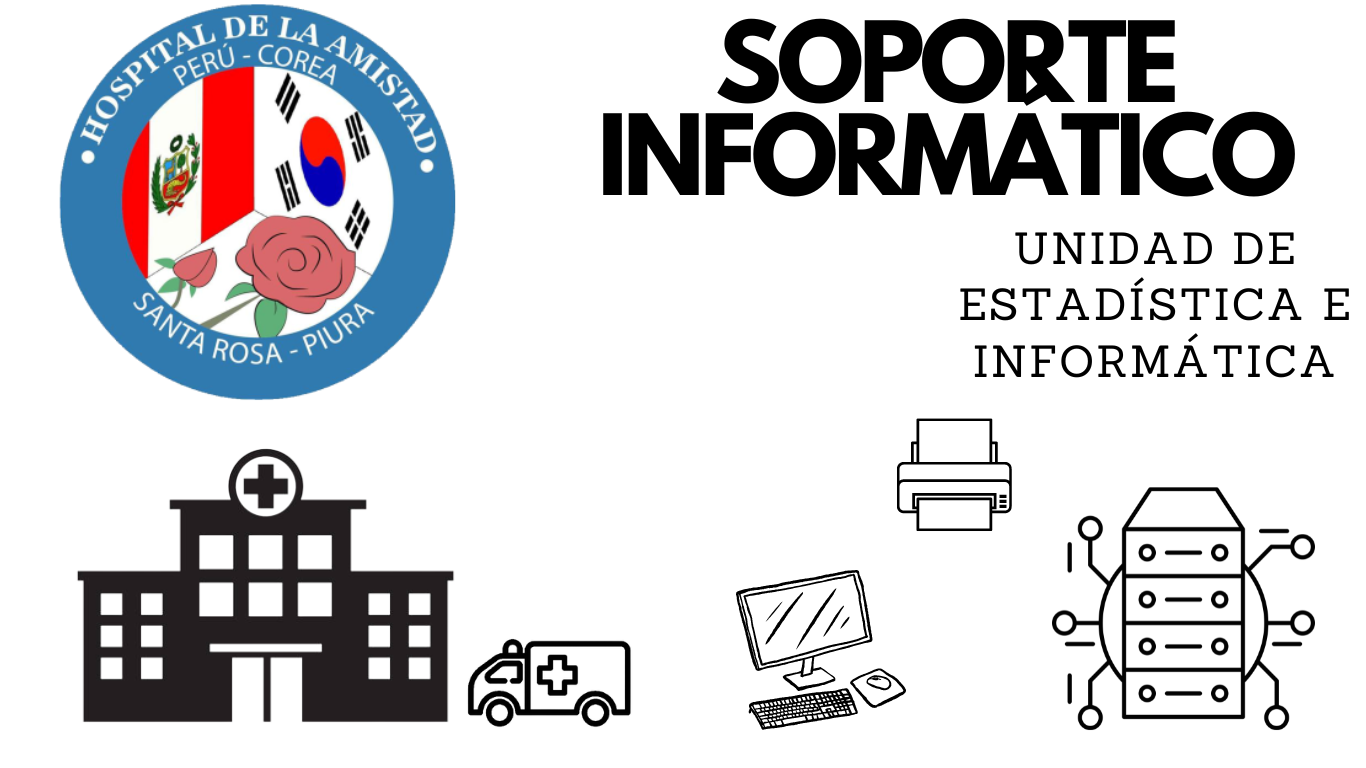 • HOSPITAL DE LA AMISTAD •
PERÚ - COREA
SANTA ROSA - PIURA
SOPORTE
INFORMÁTICO
UNIDAD DE
ESTADÍSTICA E
INFORMÁTICA